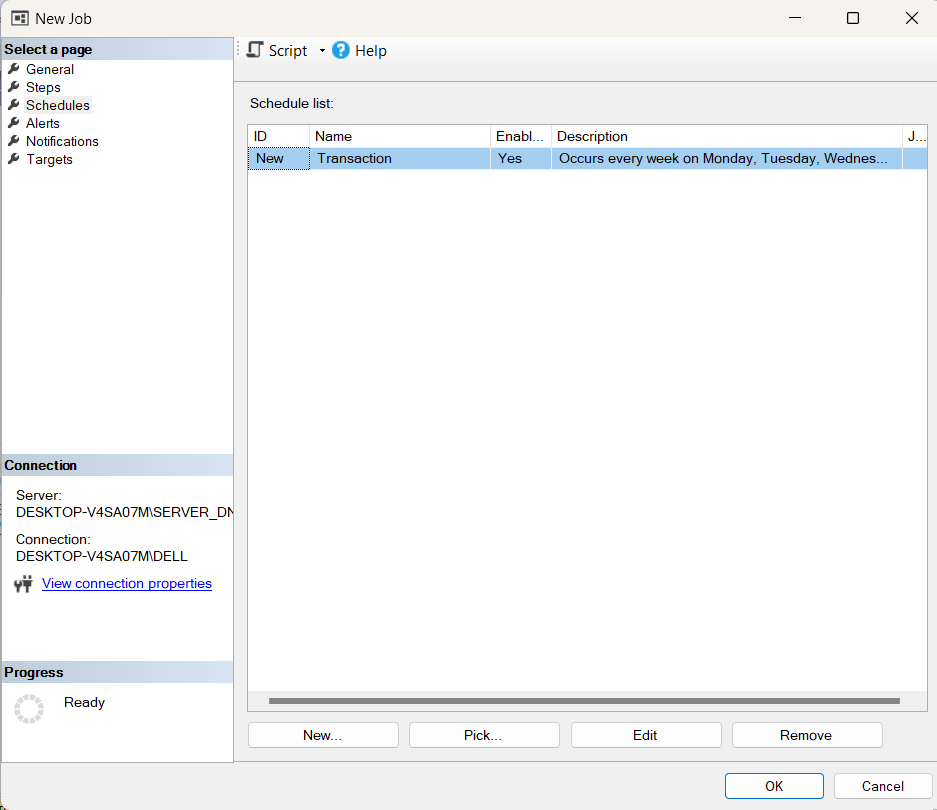 New Job
Select a page
General
Steps
Schedules
Alerts
Notifications
Targets
Script
Help
Schedule list:
ID Name Enabl... Description J...
New Transaction Yes Occurs every week on Monday, Tuesday, Wednes...
Connection
Server:
DESKTOP-V4SA07M\SERVER_DN
Connection:
DESKTOP-V4SA07M\DELL
View connection properties
Progress
Ready
New... Pick... Edit Remove
OK Cancel